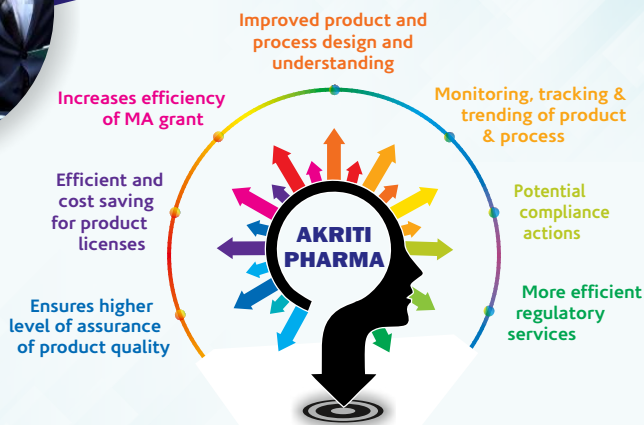 Improved product and
process design and
understanding
Increases efficiency
of MA grant
Monitoring, tracking &
trending of product
& process
Efficient and
cost saving
for product
licenses
AKRITI
PHARMA
Potential
compliance
actions
Ensures higher
level of assurance
of product quality
More efficient
regulatory
services